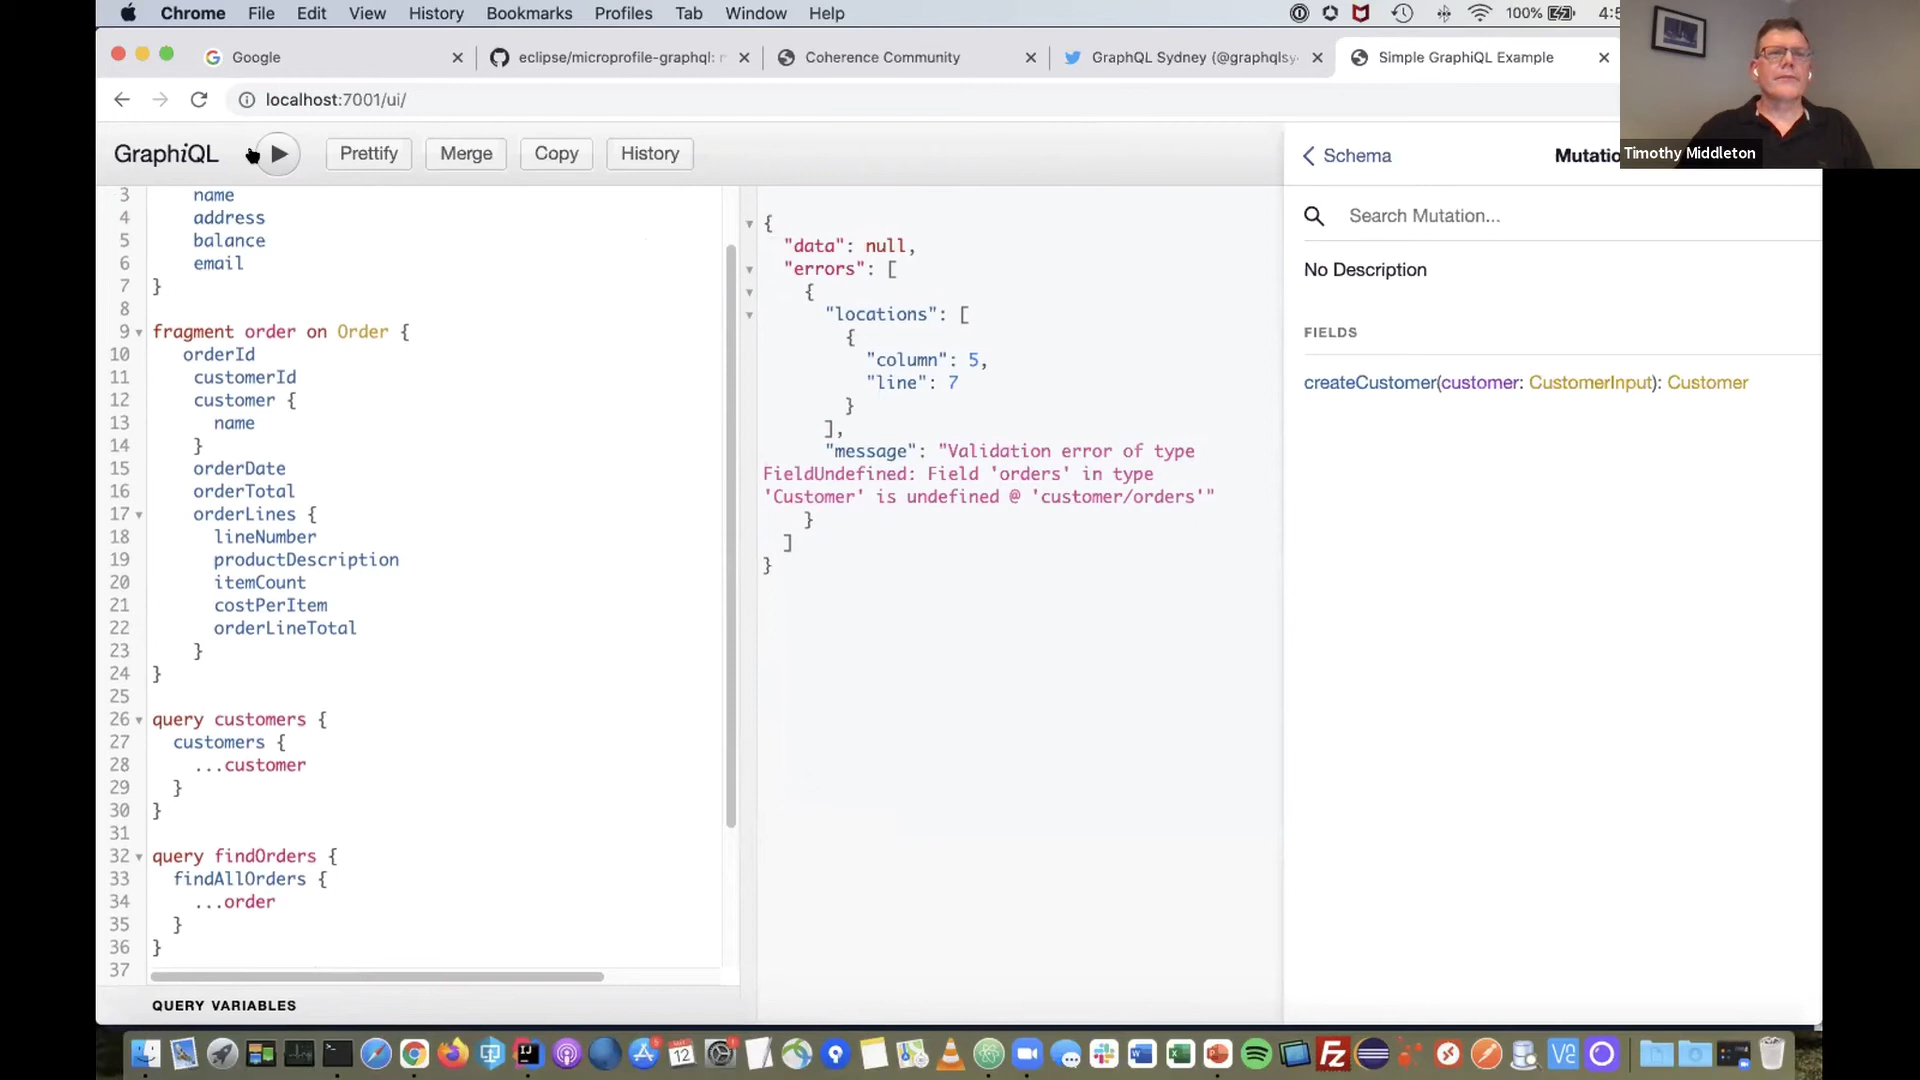 Chrome File Edit View History Bookmarks Profiles Tab Window Help 100% 4:5
Google
eclipse/microprofile-graphql:
Coherence Community
GraphQL Sydney (@graphqlsy
Simple GraphiQL Example
localhost:7001/ui/
GraphiQL Prettify Merge Copy History
3 name
4 address
5 balance
6 email
7 }
8
9 fragment order on Order {
10 orderId
11 customerId
12 customer {
13 name
14 }
15 orderDate
16 orderTotal
17 orderLines {
18 lineNumber
19 productDescription
20 itemCount
21 costPerItem
22 orderLineTotal
23 }
24 }
25
26 query customers {
27 customers {
28 ...customer
29 }
30 }
31
32 query findOrders {
33 findAllOrders {
34 ...order
35 }
36 }
37
QUERY VARIABLES
{
"data": null,
"errors": [
{
"locations": [
{
"column": 5,
"line": 7
}
],
"message": "Validation error of type
FieldUndefined: Field 'orders' in type
'Customer' is undefined @ 'customer/orders'"
}
]
}
Schema
Mutatio
Timothy Middleton
Search Mutation...
No Description
FIELDS
createCustomer(customer: CustomerInput): Customer
12